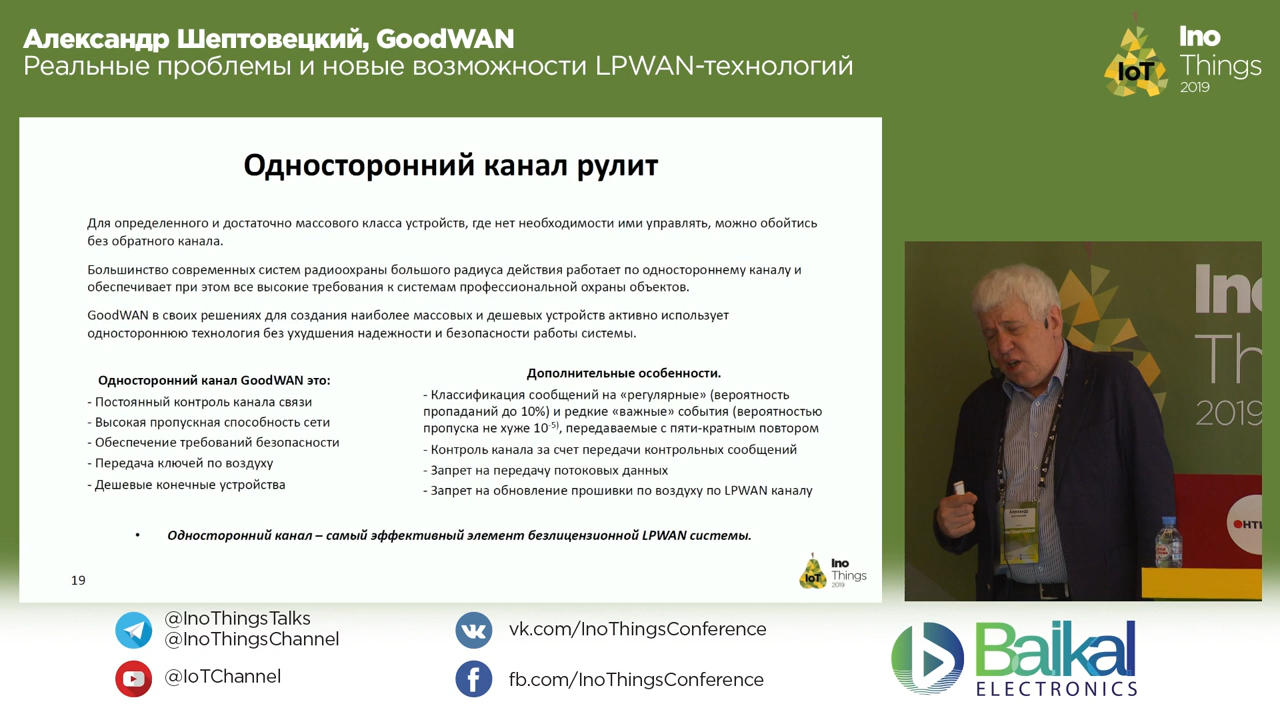 Александр Шептовецкий, GoodWAN
Реальные проблемы и новые возможности LPWAN-технологий
IoT
Ino
Things
2019
Односторонний канал рулит
Для определенного и достаточно массового класса устройств, где нет необходимости ими управлять, можно обойтись
без обратного канала.
Большинство современных систем радиоохраны большого радиуса действия работает по одностороннему каналу и
обеспечивает при этом все высокие требования к системам профессиональной охраны объектов.
GoodWAN в своих решениях для создания наиболее массовых и дешевых устройств активно использует
одностороннюю технология без ухудшения надежности и безопасности работы системы.
Односторонний канал GoodWAN это:
- Постоянный контроль канала связи
- Высокая пропускная способность сети
- Обеспечение требований безопасности
- Передача ключей по воздуху
- Дешевые конечные устройства
Дополнительные особенности.
- Классификация сообщений на «регулярные» (вероятность
пропаданий до 10%) и редкие «важные» события (вероятностью
пропуска не хуже 10-5), передаваемые с пяти-кратным повтором
- Контроль канала за счет передачи контрольных сообщений
- Запрет на передачу потоковых данных
- Запрет на обновление прошивки по воздуху по LPWAN каналу
• Односторонний канал – самый эффективный элемент безлицензионной LPWAN системы.
19
IoT
Ino
Things
2019
Ino
Th
2019
Александр
@InoThingsTalks
@InoThingsChannel
@IoTChannel
vk.com/InoThingsConference
fb.com/InoThingsConference
Baikal
ELECTRONICS